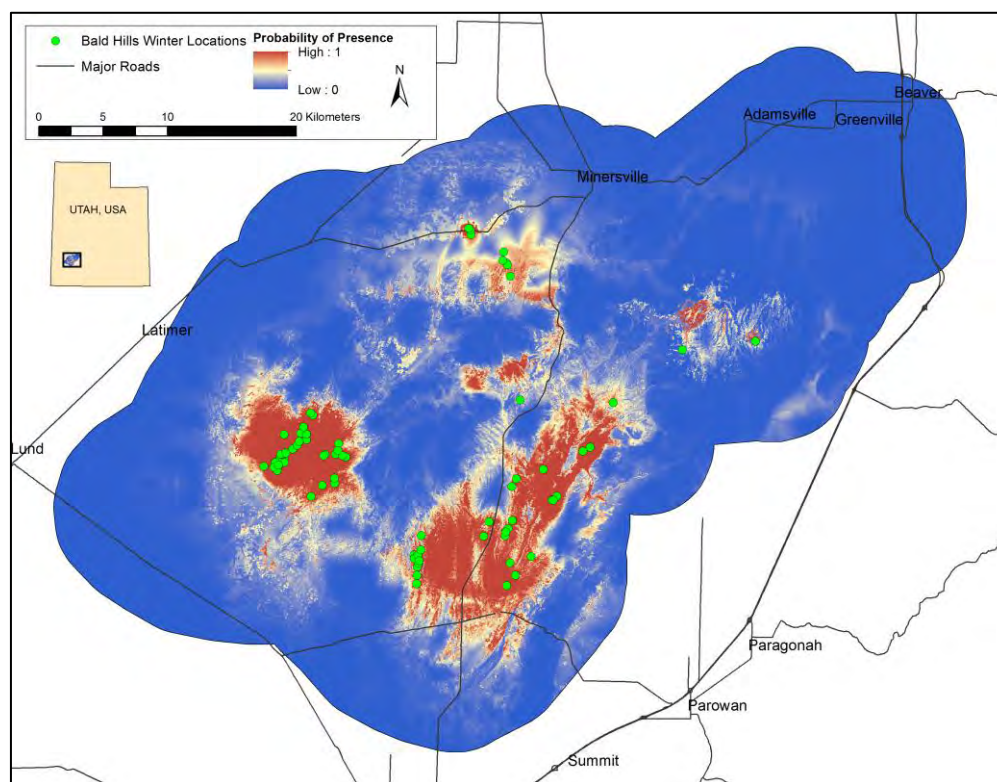 Bald Hills Winter Locations
Major Roads
Probability of Presence
High : 1
Low : 0
N
0 5 10 20 Kilometers
UTAH, USA
Beaver
Adamsville
Greenville
Minersville
Latimer
Lund
Paragonah
Parowan
Summit